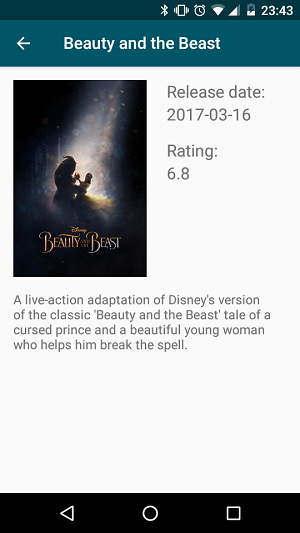 23:43
Beauty and the Beast
Release date:
2017-03-16
Rating:
6.8
Disney
BEAUTY AND THE BEAST
A live-action adaptation of Disney's version
of the classic 'Beauty and the Beast' tale of a
cursed prince and a beautiful young woman
who helps him break the spell.